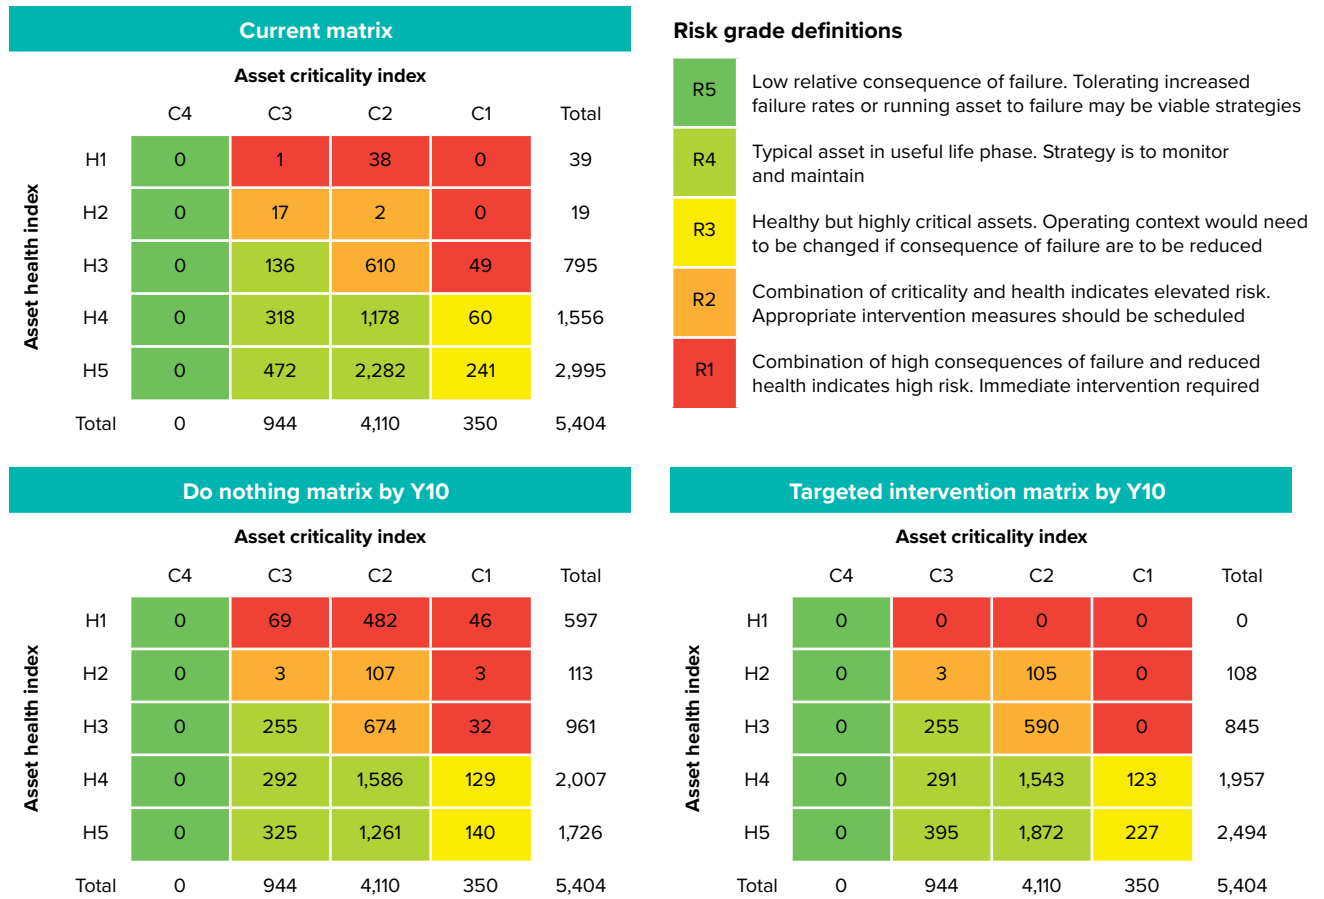 Current matrix
Asset criticality index
C4 C3 C2 C1 Total
Asset health index
H1 0 1 38 0 39
H2 0 17 2 0 19
H3 0 136 610 49 795
H4 0 318 1,178 60 1,556
H5 0 472 2,282 241 2,995
Total 0 944 4,110 350 5,404
Risk grade definitions
R5
Low relative consequence of failure. Tolerating increased
failure rates or running asset to failure may be viable strategies
R4
Typical asset in useful life phase. Strategy is to monitor
and maintain
R3
Healthy but highly critical assets. Operating context would need
to be changed if consequence of failure are to be reduced
R2
Combination of criticality and health indicates elevated risk.
Appropriate intervention measures should be scheduled
R1
Combination of high consequences of failure and reduced
health indicates high risk. Immediate intervention required
Do nothing matrix by Y10
Asset criticality index
C4 C3 C2 C1 Total
Asset health index
H1 0 69 482 46 597
H2 0 3 107 3 113
H3 0 255 674 32 961
H4 0 292 1,586 129 2,007
H5 0 325 1,261 140 1,726
Total 0 944 4,110 350 5,404
Targeted intervention matrix by Y10
Asset criticality index
C4 C3 C2 C1 Total
Asset health index
H1 0 0 0 0 0
H2 0 3 105 0 108
H3 0 255 590 0 845
H4 0 291 1,543 123 1,957
H5 0 395 1,872 227 2,494
Total 0 944 4,110 350 5,404